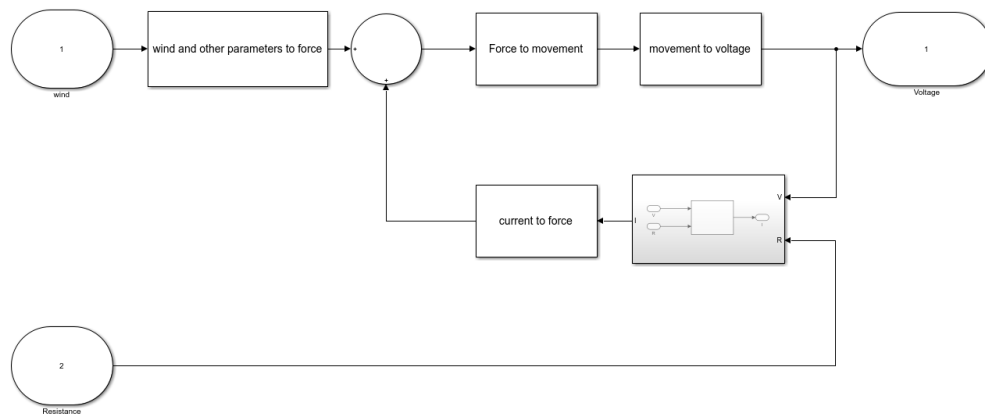 1
wind
wind and other parameters to force
+
+
Force to movement
movement to voltage
1
Voltage
current to force
I
V
R
2
Resistance